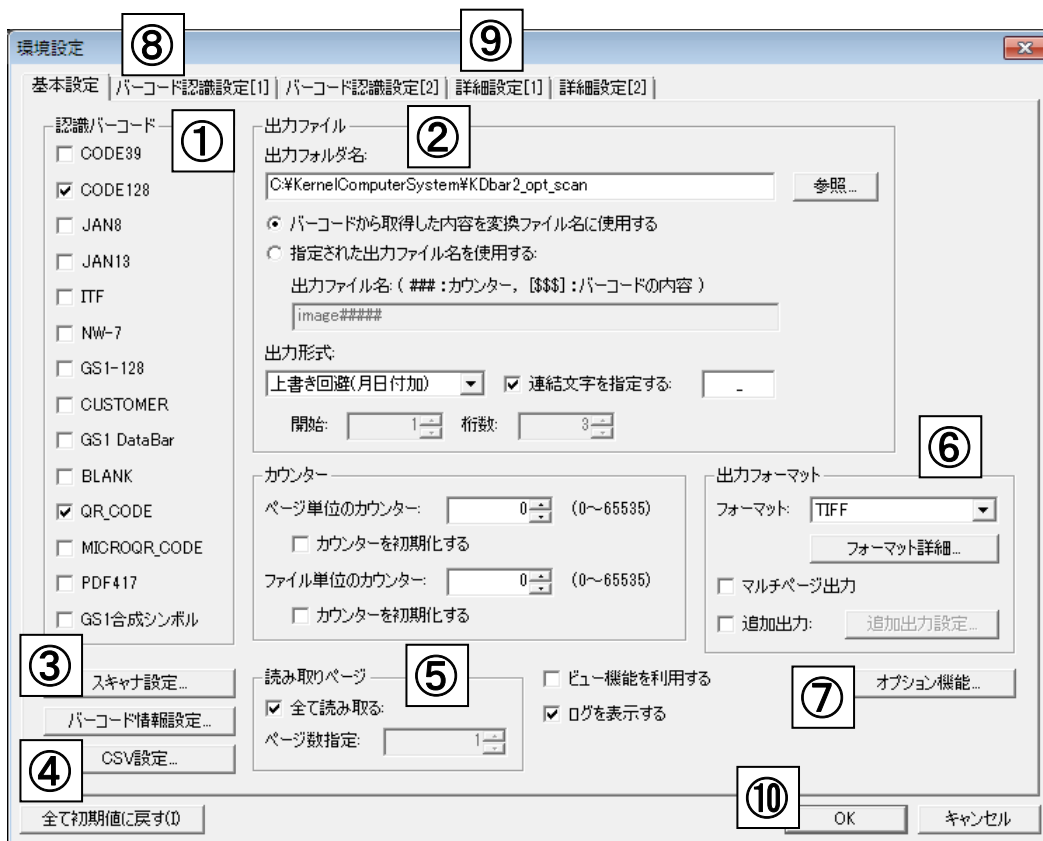 環境設定
⑧
⑨
基本設定 バーコード認識設定[1] バーコード認識設定[2] 詳細設定[1] 詳細設定[2]
認識バーコード
①
CODE39
CODE128
JAN8
JAN13
ITF
NW-7
GS1-128
CUSTOMER
GS1 DataBar
BLANK
QR_CODE
MICROQR_CODE
PDF417
GS1合成シンボル
出力ファイル
②
出力フォルダ名:
C:¥KernelComputerSystem¥KDbar2_opt_scan 参照...
バーコードから取得した内容を変換ファイル名に使用する
指定された出力ファイル名を使用する:
出力ファイル名: ( ### : カウンター, [$$$] : バーコードの内容 )
image#####
出力形式:
上書き回避(月日付加) 連結文字を指定する: _
開始: 1 桁数: 3
カウンター
ページ単位のカウンター: 0 (0～65535)
カウンターを初期化する
ファイル単位のカウンター: 0 (0～65535)
カウンターを初期化する
⑥
出力フォーマット
フォーマット: TIFF
フォーマット詳細...
マルチページ出力
追加出力: 追加出力設定...
③
スキャナ設定...
バーコード情報設定...
④
CSV設定...
読み取りページ
⑤
全て読み取る:
ページ数指定: 1
ビュー機能を利用する
ログを表示する
⑦
オプション機能...
全て初期値に戻す(I)
⑩
OK キャンセル